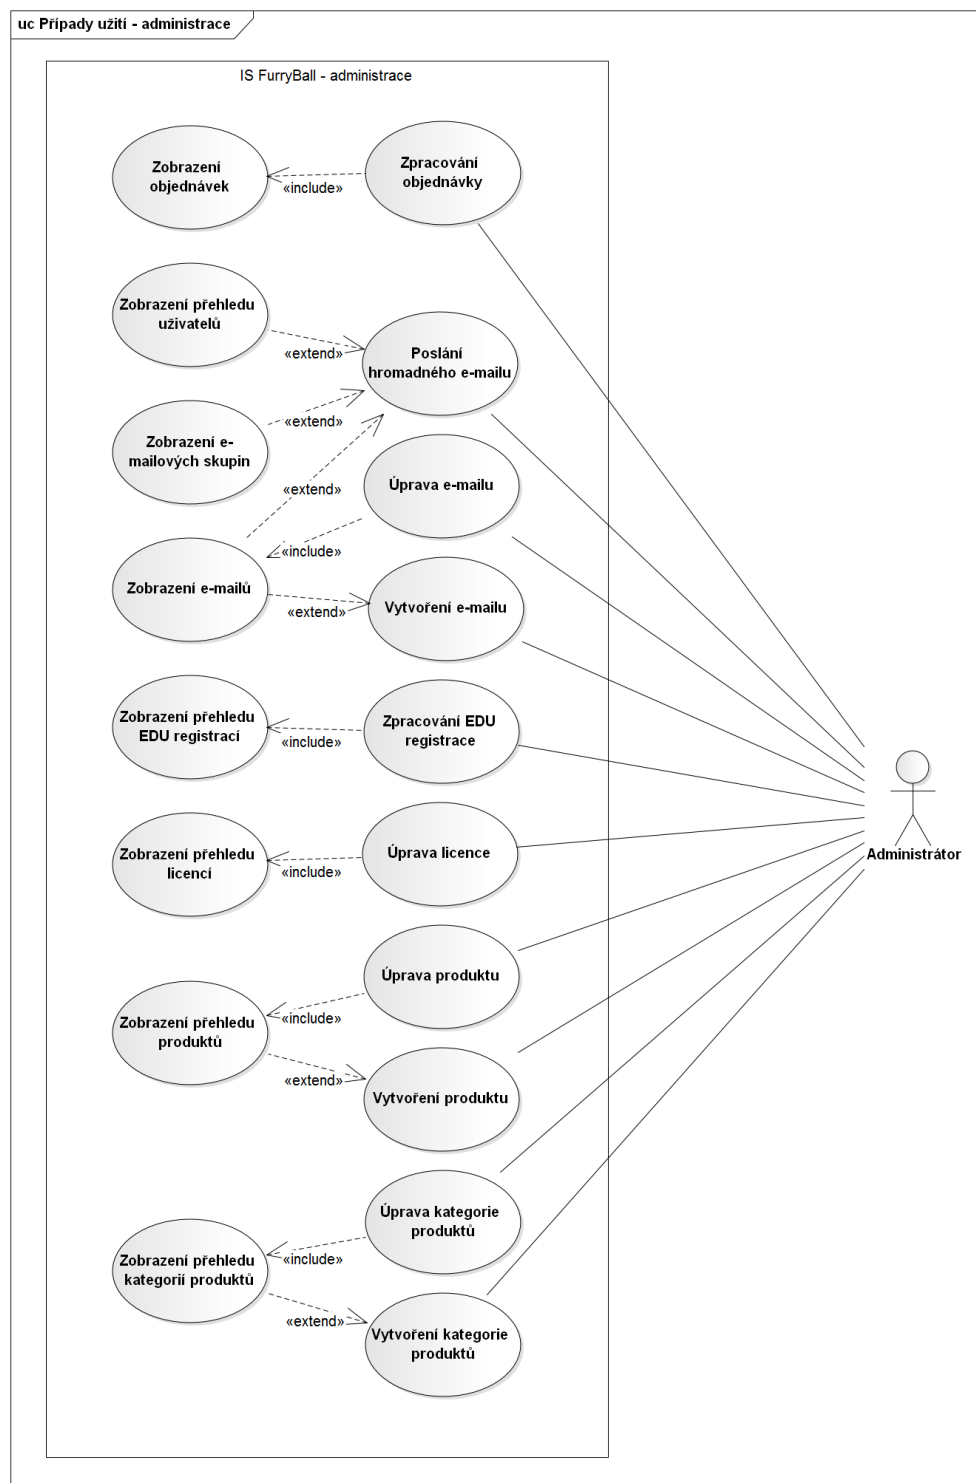 uc Případy užití - administrace
IS FurryBall - administrace
Zobrazení
objednávek
«include»
Zpracování
objednávky
Zobrazení přehledu
uživatelů
«extend»
Poslání
hromadného e-mailu
Zobrazení e-
mailových skupin
«extend»
«extend»
Úprava e-mailu
«include»
Zobrazení e-mailů
«extend»
Vytvoření e-mailu
Zobrazení přehledu
EDU registrací
«include»
Zpracování EDU
registrace
Zobrazení přehledu
licencí
«include»
Úprava licence
Administrátor
Úprava produktu
Zobrazení přehledu
produktů
«include»
«extend»
Vytvoření produktu
Úprava kategorie
produktů
Zobrazení přehledu
kategorií produktů
«include»
«extend»
Vytvoření kategorie
produktů